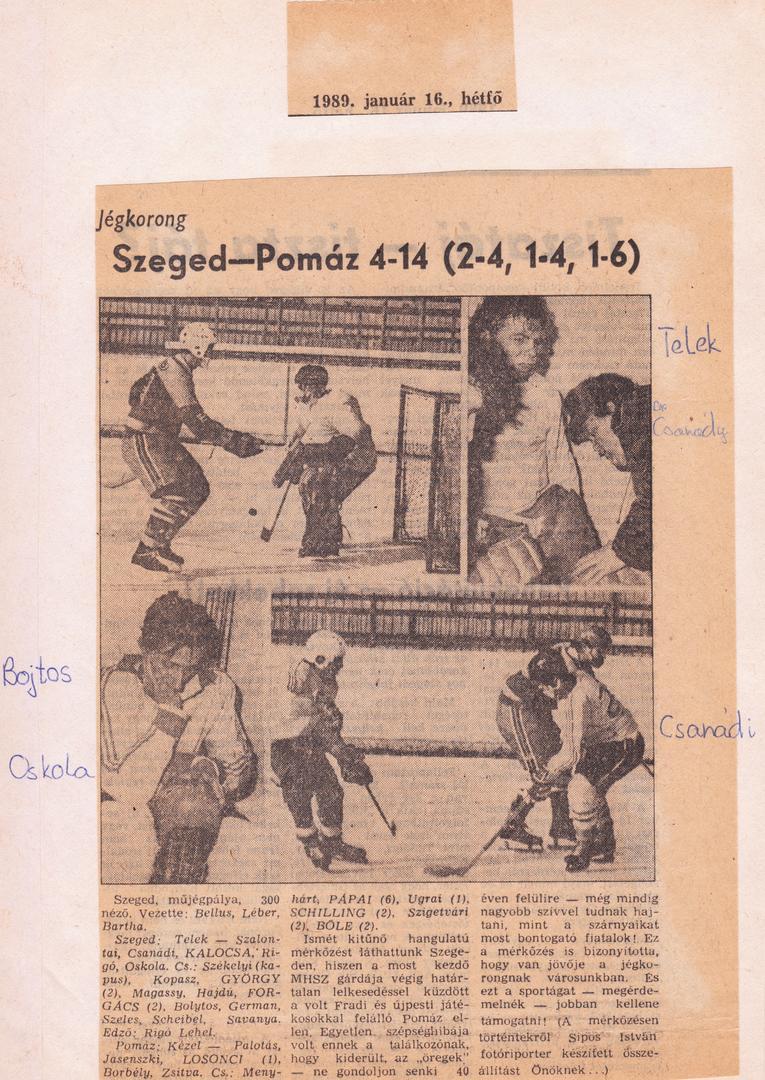 1989. január 16., hétfő
Jégkorong
Szeged—Pomáz 4-14 (2-4, 1-4, 1-6)
Telek
Dr.
Csanády
Bojtos
Oskola
Csanádi
Szeged, műjégpálya, 300
néző. Vezette: Bellus, Léber,
Bartha.
Szeged: Telek — Szalon-
tai, Csanádi, KALOCSA, Ri-
gó, Oskola. Cs.: Székelyi (ka-
pus), Kopasz, GYÖRGY
(2), Magassy, Hajdú, FOR-
GÁCS (2), Bolytos, German,
Szeles, Scheibel, Savanya.
Edző: Rigó Lehel.
Pomáz: Kézel — Palotás,
Jasenszki, LOSONCI (1),
Borbély, Zsitva. Cs.: Meny-
hárt, PÁPAI (6), Ugrai (1),
SCHILLING (2), Szigetvári
(2), BÖLE (2).
Ismét kitűnő hangulatú
mérkőzést láthattunk Szege-
den, hiszen a most kezdő
MHSZ gárdája végig határ-
talan lelkesedéssel küzdött
a volt Fradi és újpesti játé-
kosokkal felálló Pomáz el-
len. Egyetlen szépséghibája
volt ennek a találkozónak,
hogy kiderült, az „öregek”
— ne gondoljon senki 40
éven felülire — még mindig
nagyobb szívvel tudnak haj-
tani, mint a szárnyaikat
most bontogató fiatalok! Ez
a mérkőzés is bizonyította,
hogy van jövője a jégko-
rongnak városunkban. És
ezt a sportágat — megérde-
melnék — jobban kellene
támogatni! (A mérkőzésen
történtekről Sipos István
fotóriporter készített össze-
állítást Önöknek...)